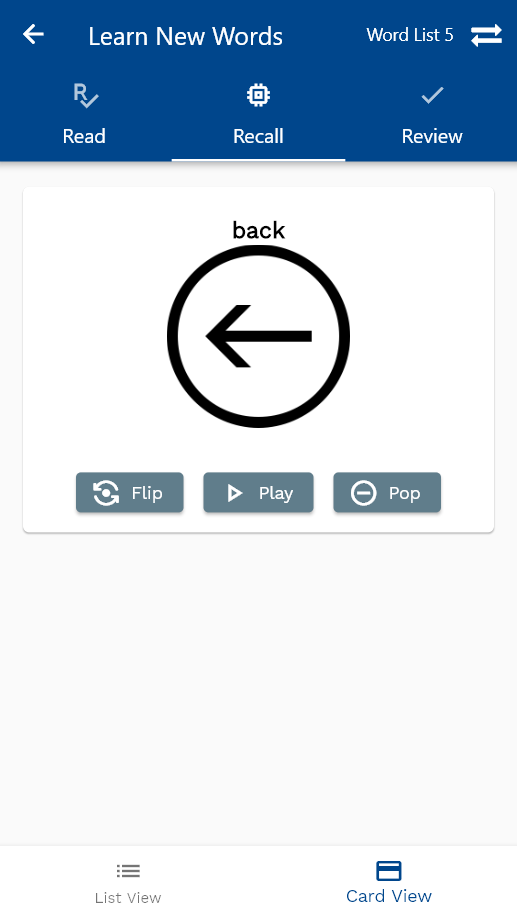 Learn New Words
Word List 5
Read
Recall
Review
back
Flip
Play
Pop
List View
Card View